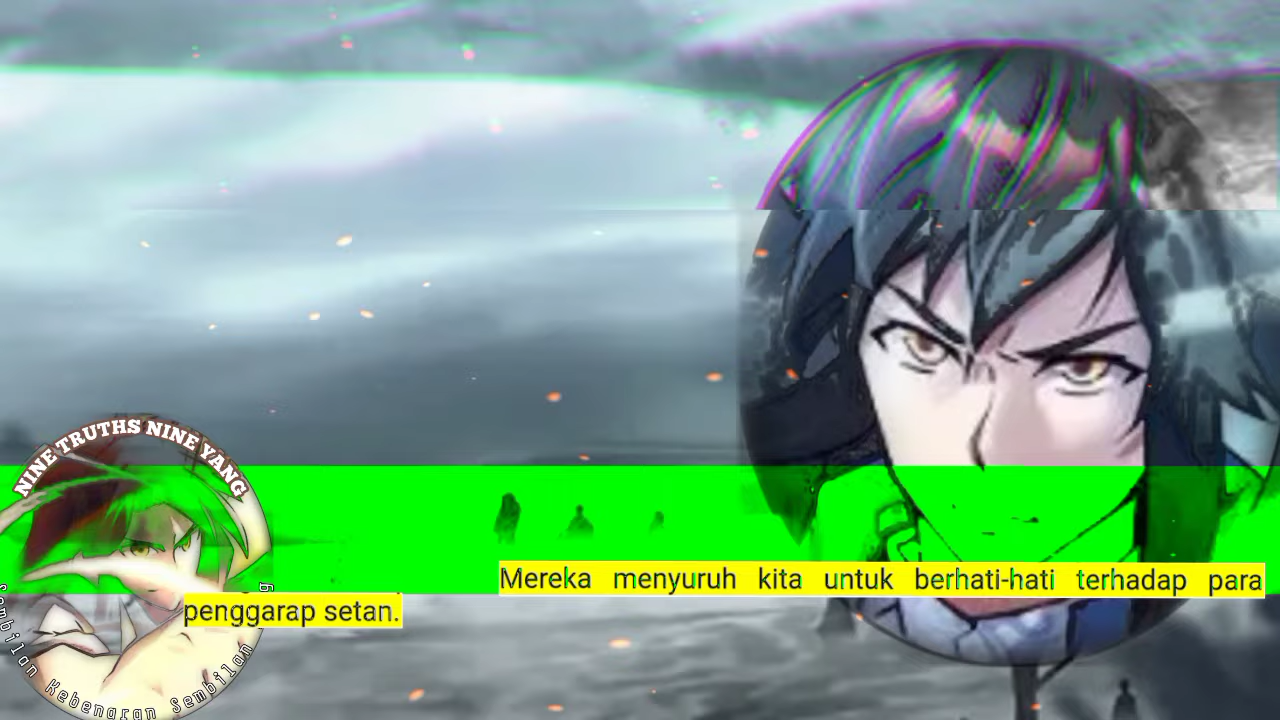 NINE TRUTHS NINE YANG
Mereka menyuruh kita untuk berhati-hati terhadap para
penggarap setan.
Sembilan Kebenaran Sembilan